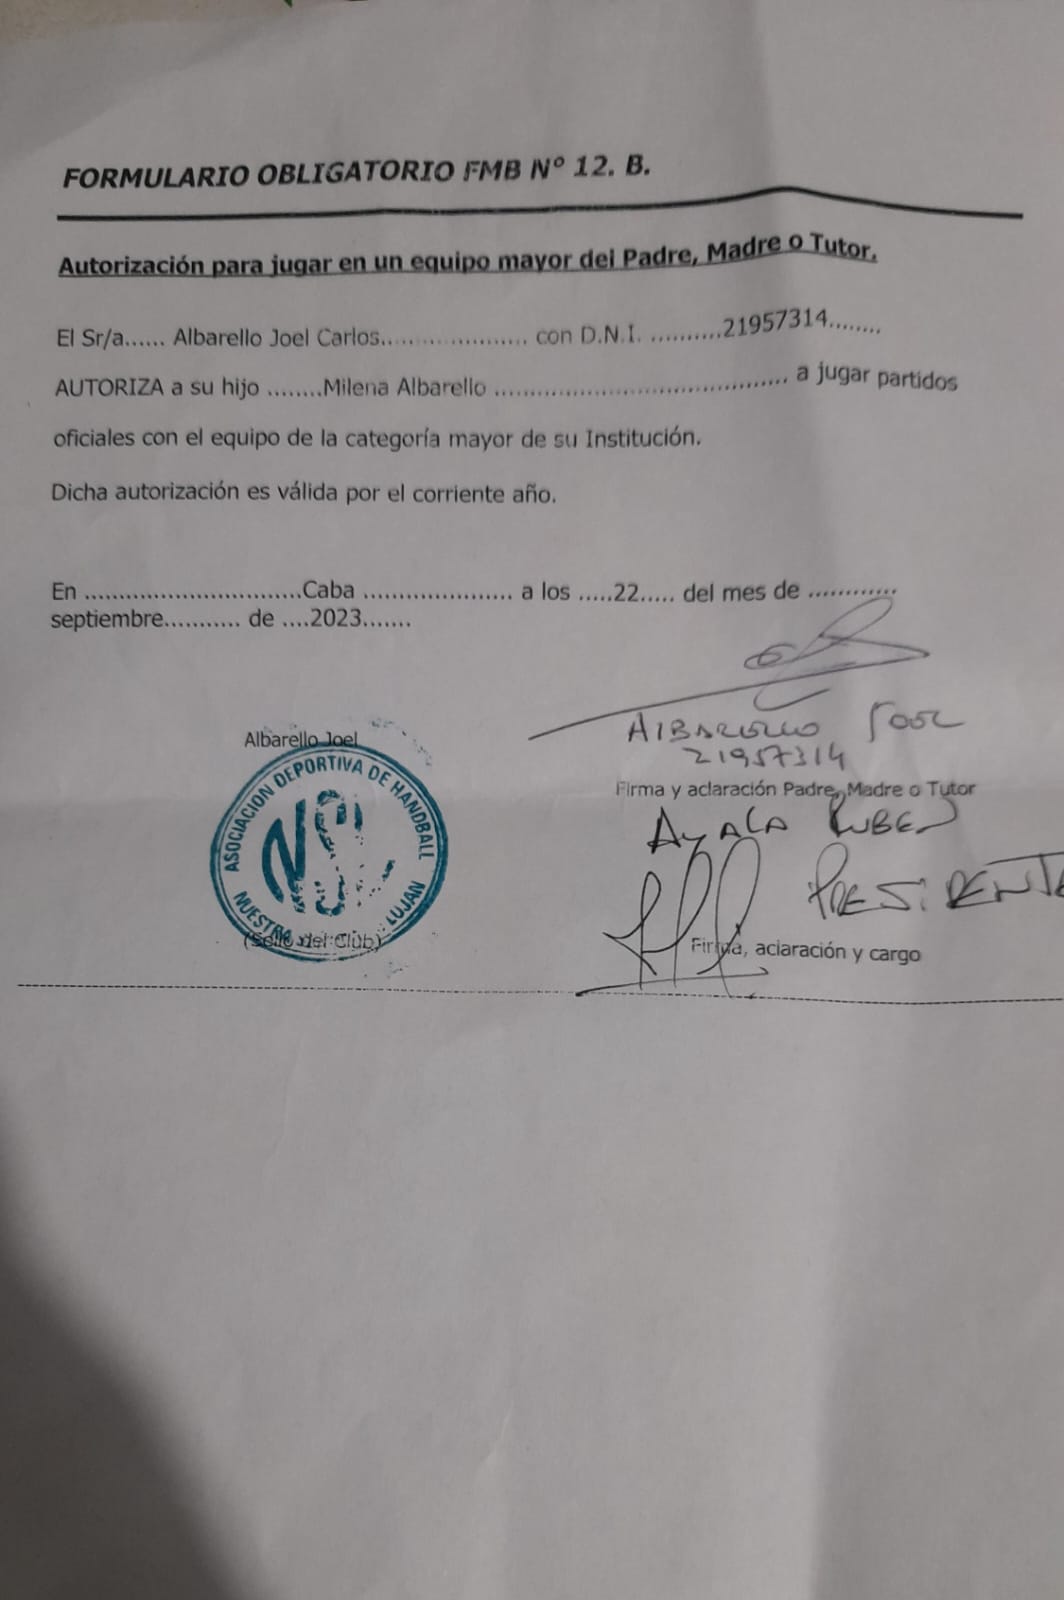 FORMULARIO OBLIGATORIO FMB Nº 12. B.
Autorización para jugar en un equipo mayor del Padre, Madre o Tutor.
El Sr/a...... Albarello Joel Carlos...................... con D.N.I. ..........21957314........
AUTORIZA a su hijo ........Milena Albarello ........................................... a jugar partidos
oficiales con el equipo de la categoría mayor de su Institución.
Dicha autorización es válida por el corriente año.
En ................................Caba ...................... a los .....22..... del mes de .............
septiembre........... de ....2023.......
Albarello Joel
ALBARELLO JOEL
21957314
Firma y aclaración Padre, Madre o Tutor
ASOCIACION DEPORTIVA DE HANDBALL
NUESTRA LUJAN
(Sello del Club)
AYALA RUBEN
PRESIDENTE
Firma, aclaración y cargo